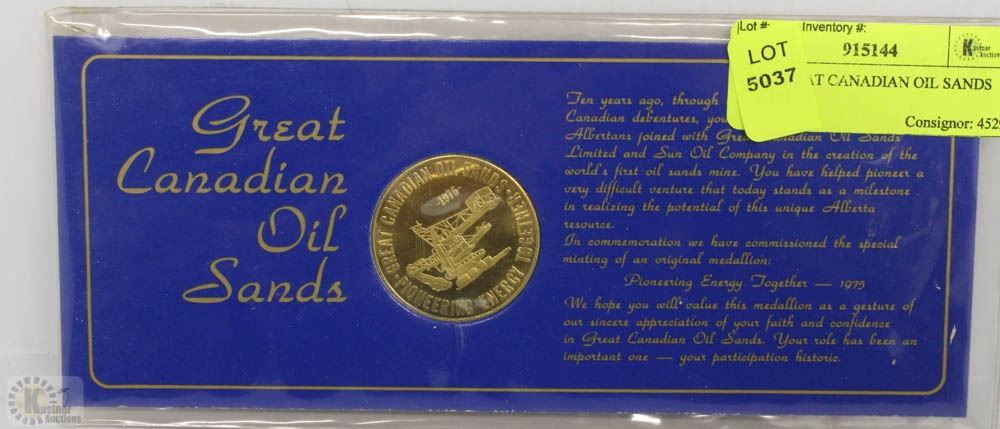 Great
Canadian
Oil
Sands
GREAT CANADIAN OIL SANDS
1975
PIONEERING ENERGY TOGETHER
Ten years ago, through
Canadian debentures, you
Albertans joined with Great Canadian Oil Sands
Limited and Sun Oil Company in the creation of the
world's first oil sands mine. You have helped pioneer a
very difficult venture that today stands as a milestone
in realizing the potential of this unique Alberta
resource.
In commemoration we have commissioned the special
minting of an original medallion:
Pioneering Energy Together — 1975
We hope you will value this medallion as a gesture of
our sincere appreciation of your faith and confidence
in Great Canadian Oil Sands. Your role has been an
important one — your participation historic.
Lot #:
Inventory #:
915144
Kastner
Auctions
LOT
5037
AT CANADIAN OIL SANDS
Consignor: 4529
Kastner
Auctions